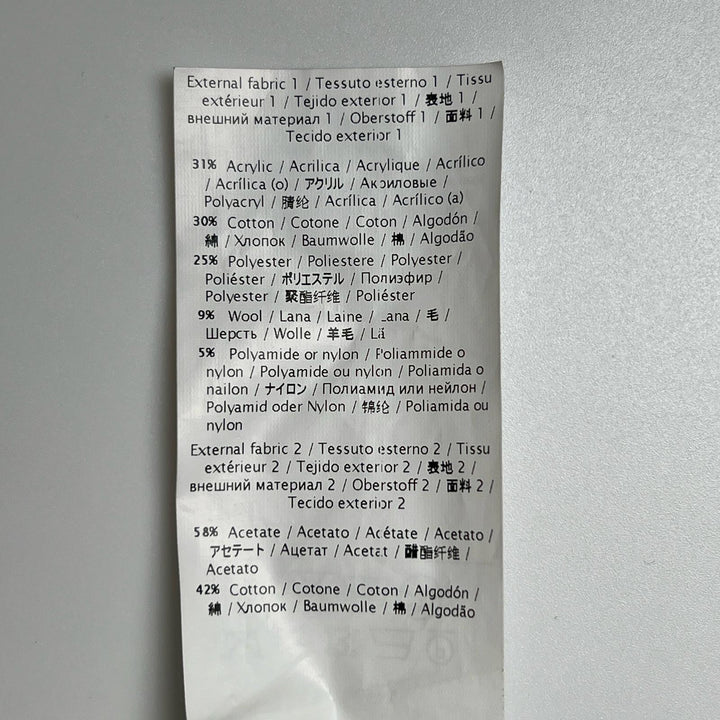 External fabric 1 / Tessuto esterno 1 / Tissu
extérieur 1 / Tejido exterior 1 / 表地 1 /
внешний материал 1 / Oberstoff 1 / 面料 1 /
Tecido exterior 1
31% Acrylic / Acrilica / Acrylique / Acrílico
/ Acrílica (o) / アクリル / Акриловые /
Polyacryl / 腈纶 / Acrílica / Acrílico (a)
30% Cotton / Cotone / Coton / Algodón /
綿 / Хлопок / Baumwolle / 棉 / Algodão
25% Polyester / Poliestere / Polyester /
Poliéster / ポリエステル / Полиэфир /
Polyester / 聚酯纤维 / Poliéster
9% Wool / Lana / Laine / Lana / 毛 /
Шерсть / Wolle / 羊毛 / Lã
5% Polyamide or nylon / Poliammide o
nylon / Polyamide ou nylon / Poliamida o
nailon / ナイロン / Полиамид или нейлон /
Polyamid oder Nylon / 锦纶 / Poliamida ou
nylon
External fabric 2 / Tessuto esterno 2 / Tissu
extérieur 2 / Tejido exterior 2 / 表地 2 /
внешний материал 2 / Oberstoff 2 / 面料 2 /
Tecido exterior 2
58% Acetate / Acetato / Acétate / Acetato /
アセテート / Ацетат / Acetat / 醋酯纤维 /
Acetato
42% Cotton / Cotone / Coton / Algodón /
綿 / Хлопок / Baumwolle / 棉 / Algodão